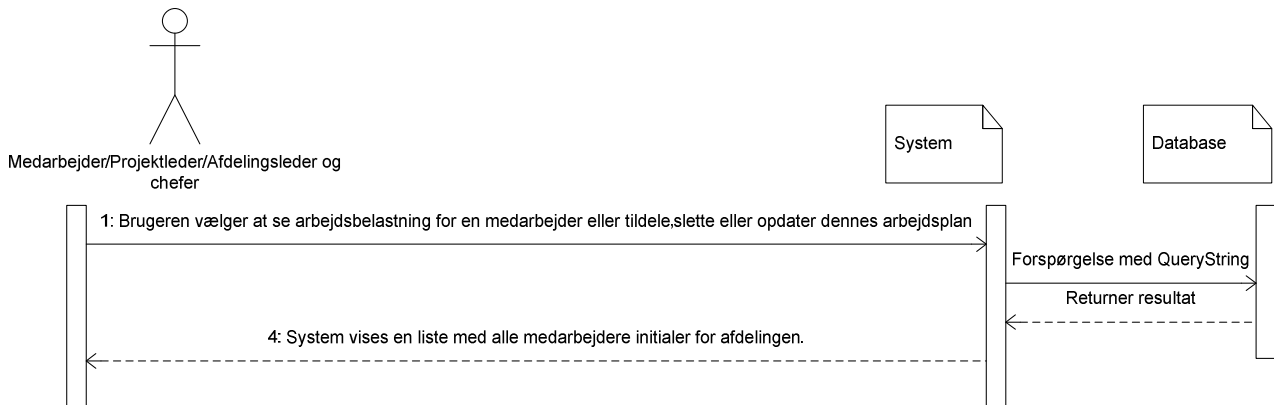 Medarbejder/Projektleder/Afdelingsleder og
chefer
System
Database
1: Brugeren vælger at se arbejdsbelastning for en medarbejder eller tildele,slette eller opdater dennes arbejdsplan
Forspørgelse med QueryString
Returner resultat
4: System vises en liste med alle medarbejdere initialer for afdelingen.